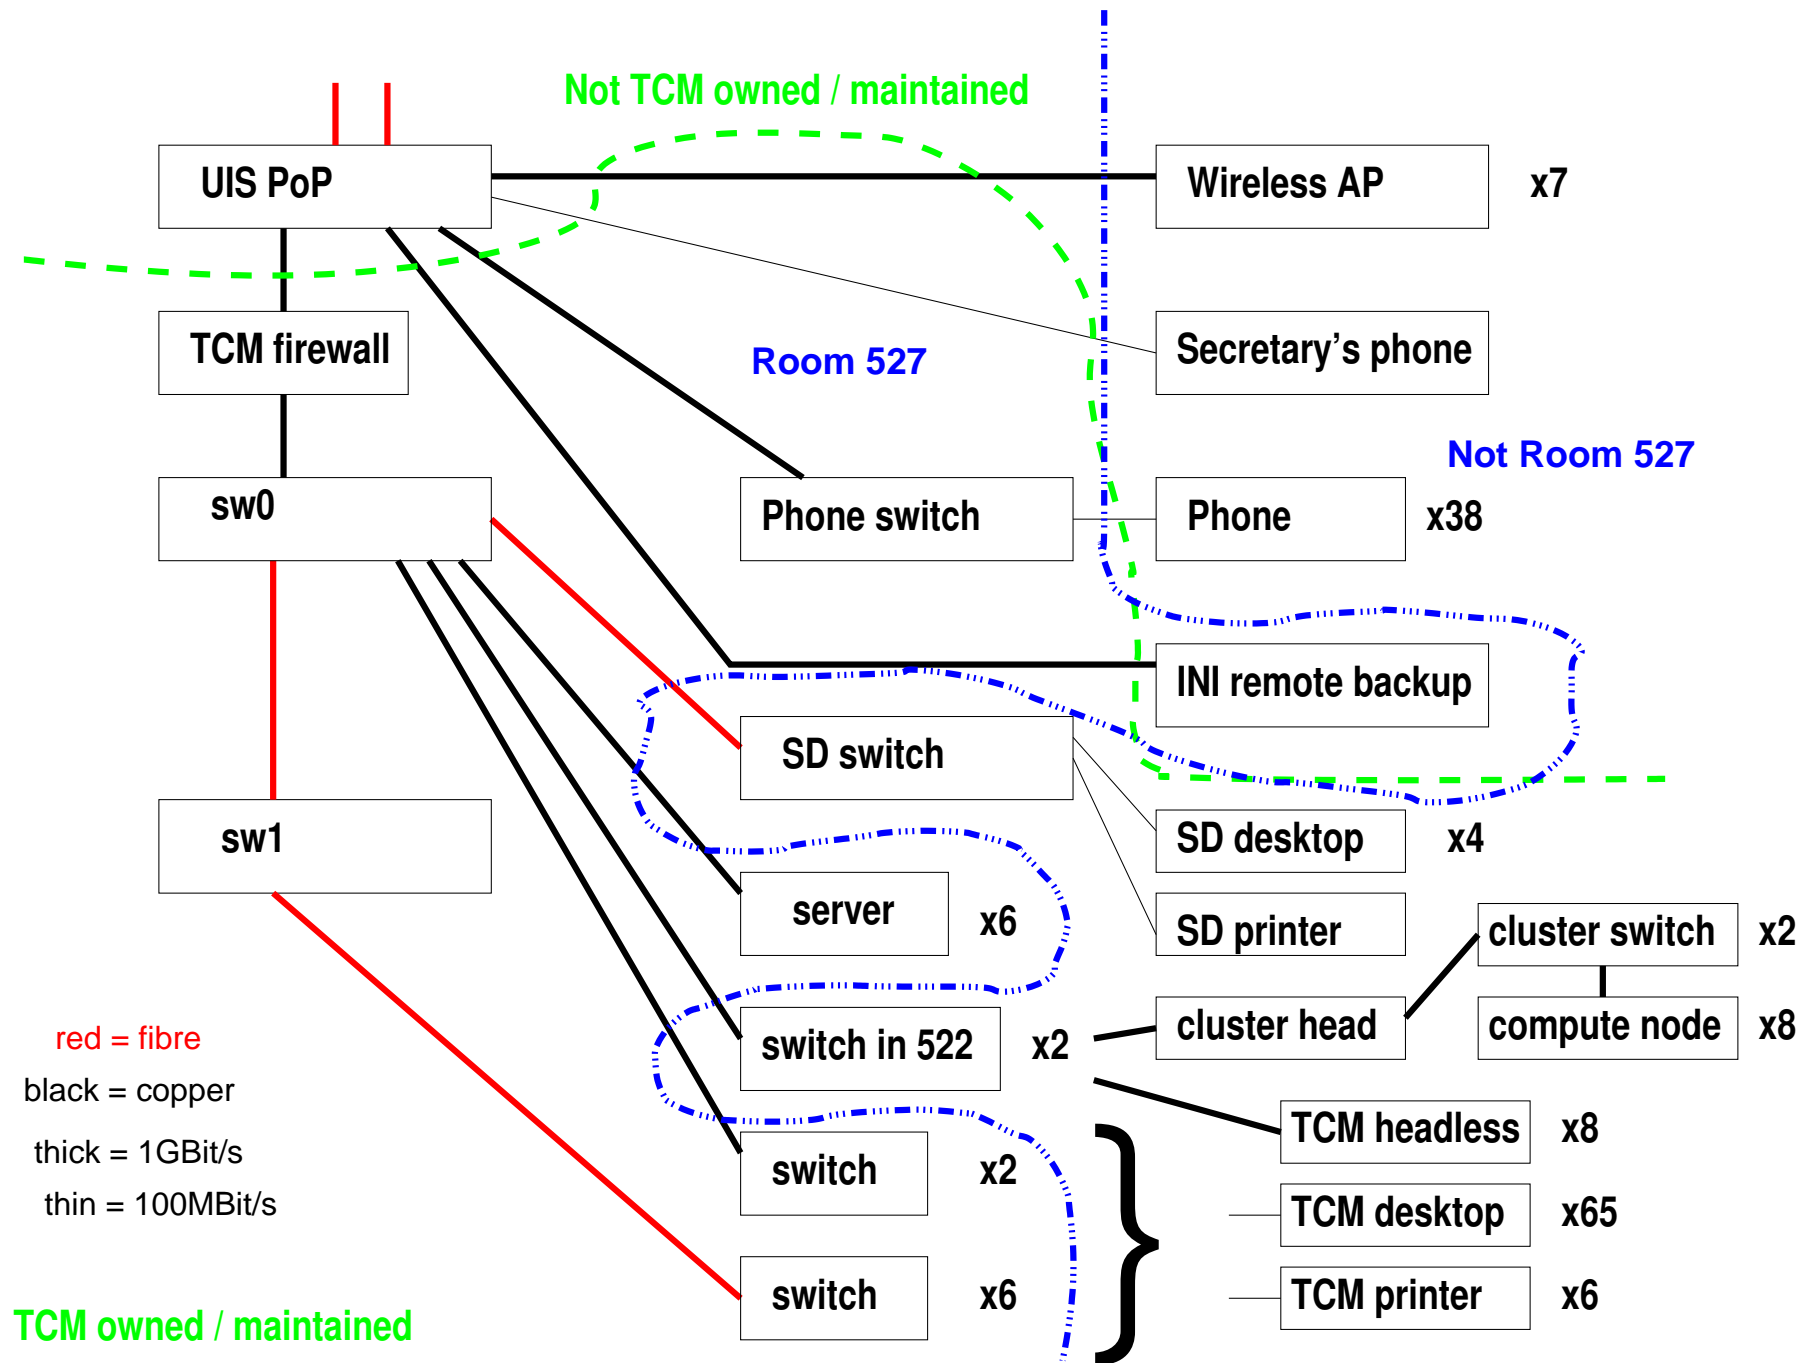 Not TCM owned / maintained
UIS PoP
Wireless AP
x7
TCM firewall
Room 527
Secretary’s phone
Not Room 527
sw0
Phone switch
Phone
x38
INI remote backup
SD switch
sw1
SD desktop
x4
server
x6
SD printer
cluster switch
x2
red = fibre
switch in 522
x2
cluster head
compute node
x8
black = copper
thick = 1GBit/s
thin = 100MBit/s
switch
x2
}
TCM headless
x8
TCM desktop
x65
switch
x6
TCM printer
x6
TCM owned / maintained